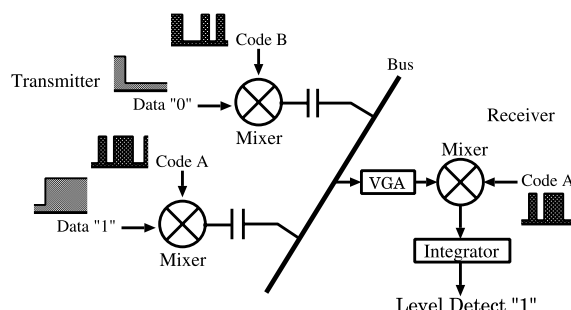 Code B
Bus
Transmitter
Data "0"
Mixer
Receiver
Code A
Mixer
VGA
Code A
Data "1"
Mixer
Integrator
Level Detect "1"